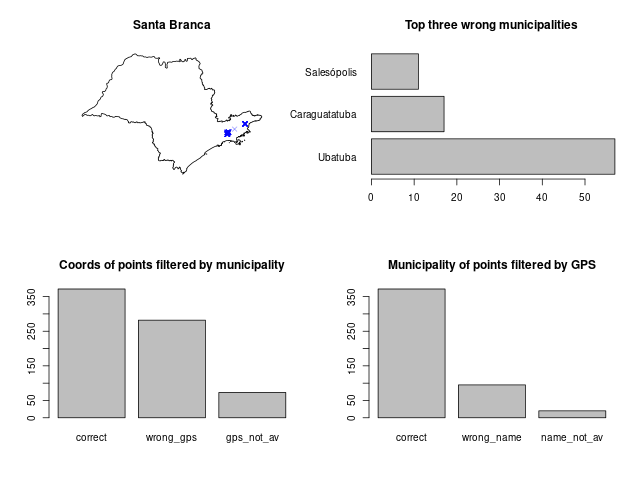 Santa Branca
Top three wrong municipalities
Salesópolis
Caraguatatuba
Ubatuba
0 10 20 30 40 50
Coords of points filtered by municipality
350
250
150
50
0
correct wrong_gps gps_not_av
Municipality of points filtered by GPS
350
250
150
50
0
correct wrong_name name_not_av